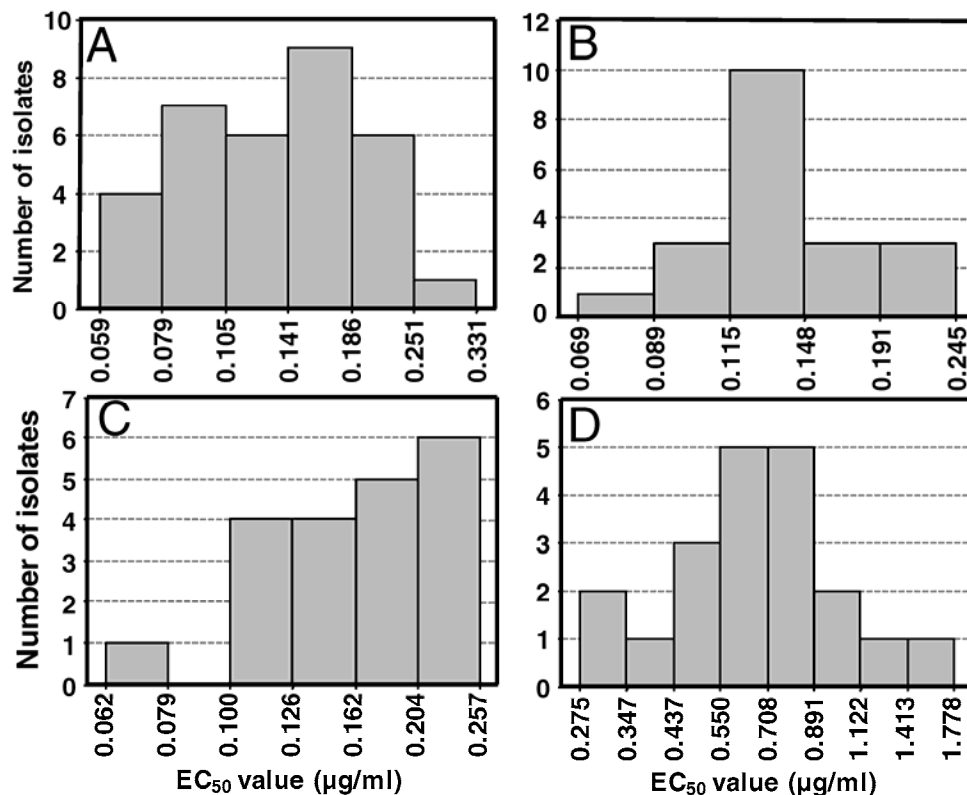 A
Number of isolates
10
8
6
4
2
0
0.059 0.079 0.105 0.141 0.186 0.251 0.331
B
12
10
8
6
4
2
0
0.069 0.089 0.115 0.148 0.191 0.245
C
Number of isolates
7
6
5
4
3
2
1
0
0.062 0.079 0.100 0.126 0.162 0.204 0.257
EC₅₀ value (µg/ml)
D
6
5
4
3
2
1
0
0.275 0.347 0.437 0.550 0.708 0.891 1.122 1.413 1.778
EC₅₀ value (µg/ml)